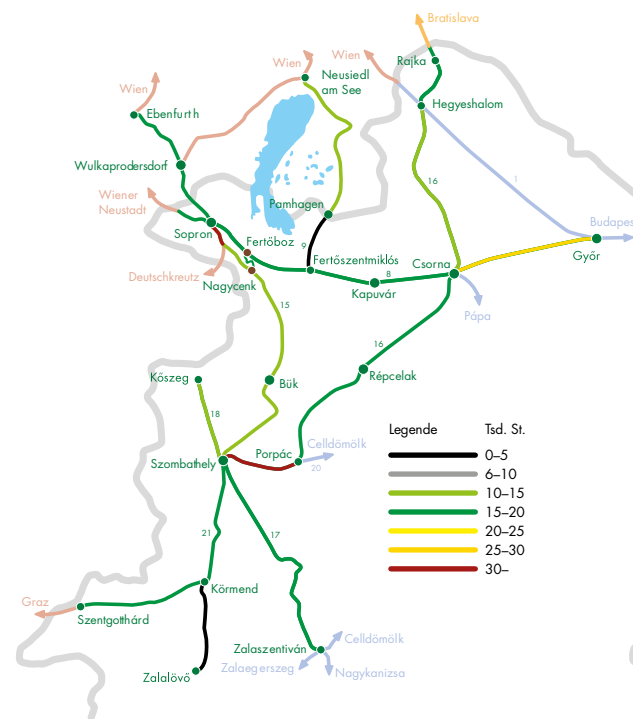 Bratislava
Wien
Wien
Rajka
Neusiedl
am See
Wien
Ebenfurth
Hegyeshalom
Wulkaprodersdorf
16
1
Wiener
Neustadt
Pamhagen
Budapes
Sopron
Fertőboz
9
Fertőszentmiklós
Csorna
Győr
Deutschkreutz
Nagycenk
8
Kapuvár
15
Pápa
16
Kőszeg
Bük
Répcelak
18
Legende
Tsd. St.
Celldömölk
Porpác
0–5
Szombathely
20
6–10
10–15
15–20
21
17
20–25
25–30
30–
Körmend
Graz
Szentgotthárd
Zalaszentiván
Celldömölk
Zalaegerszeg
Nagykanizsa
Zalalövő